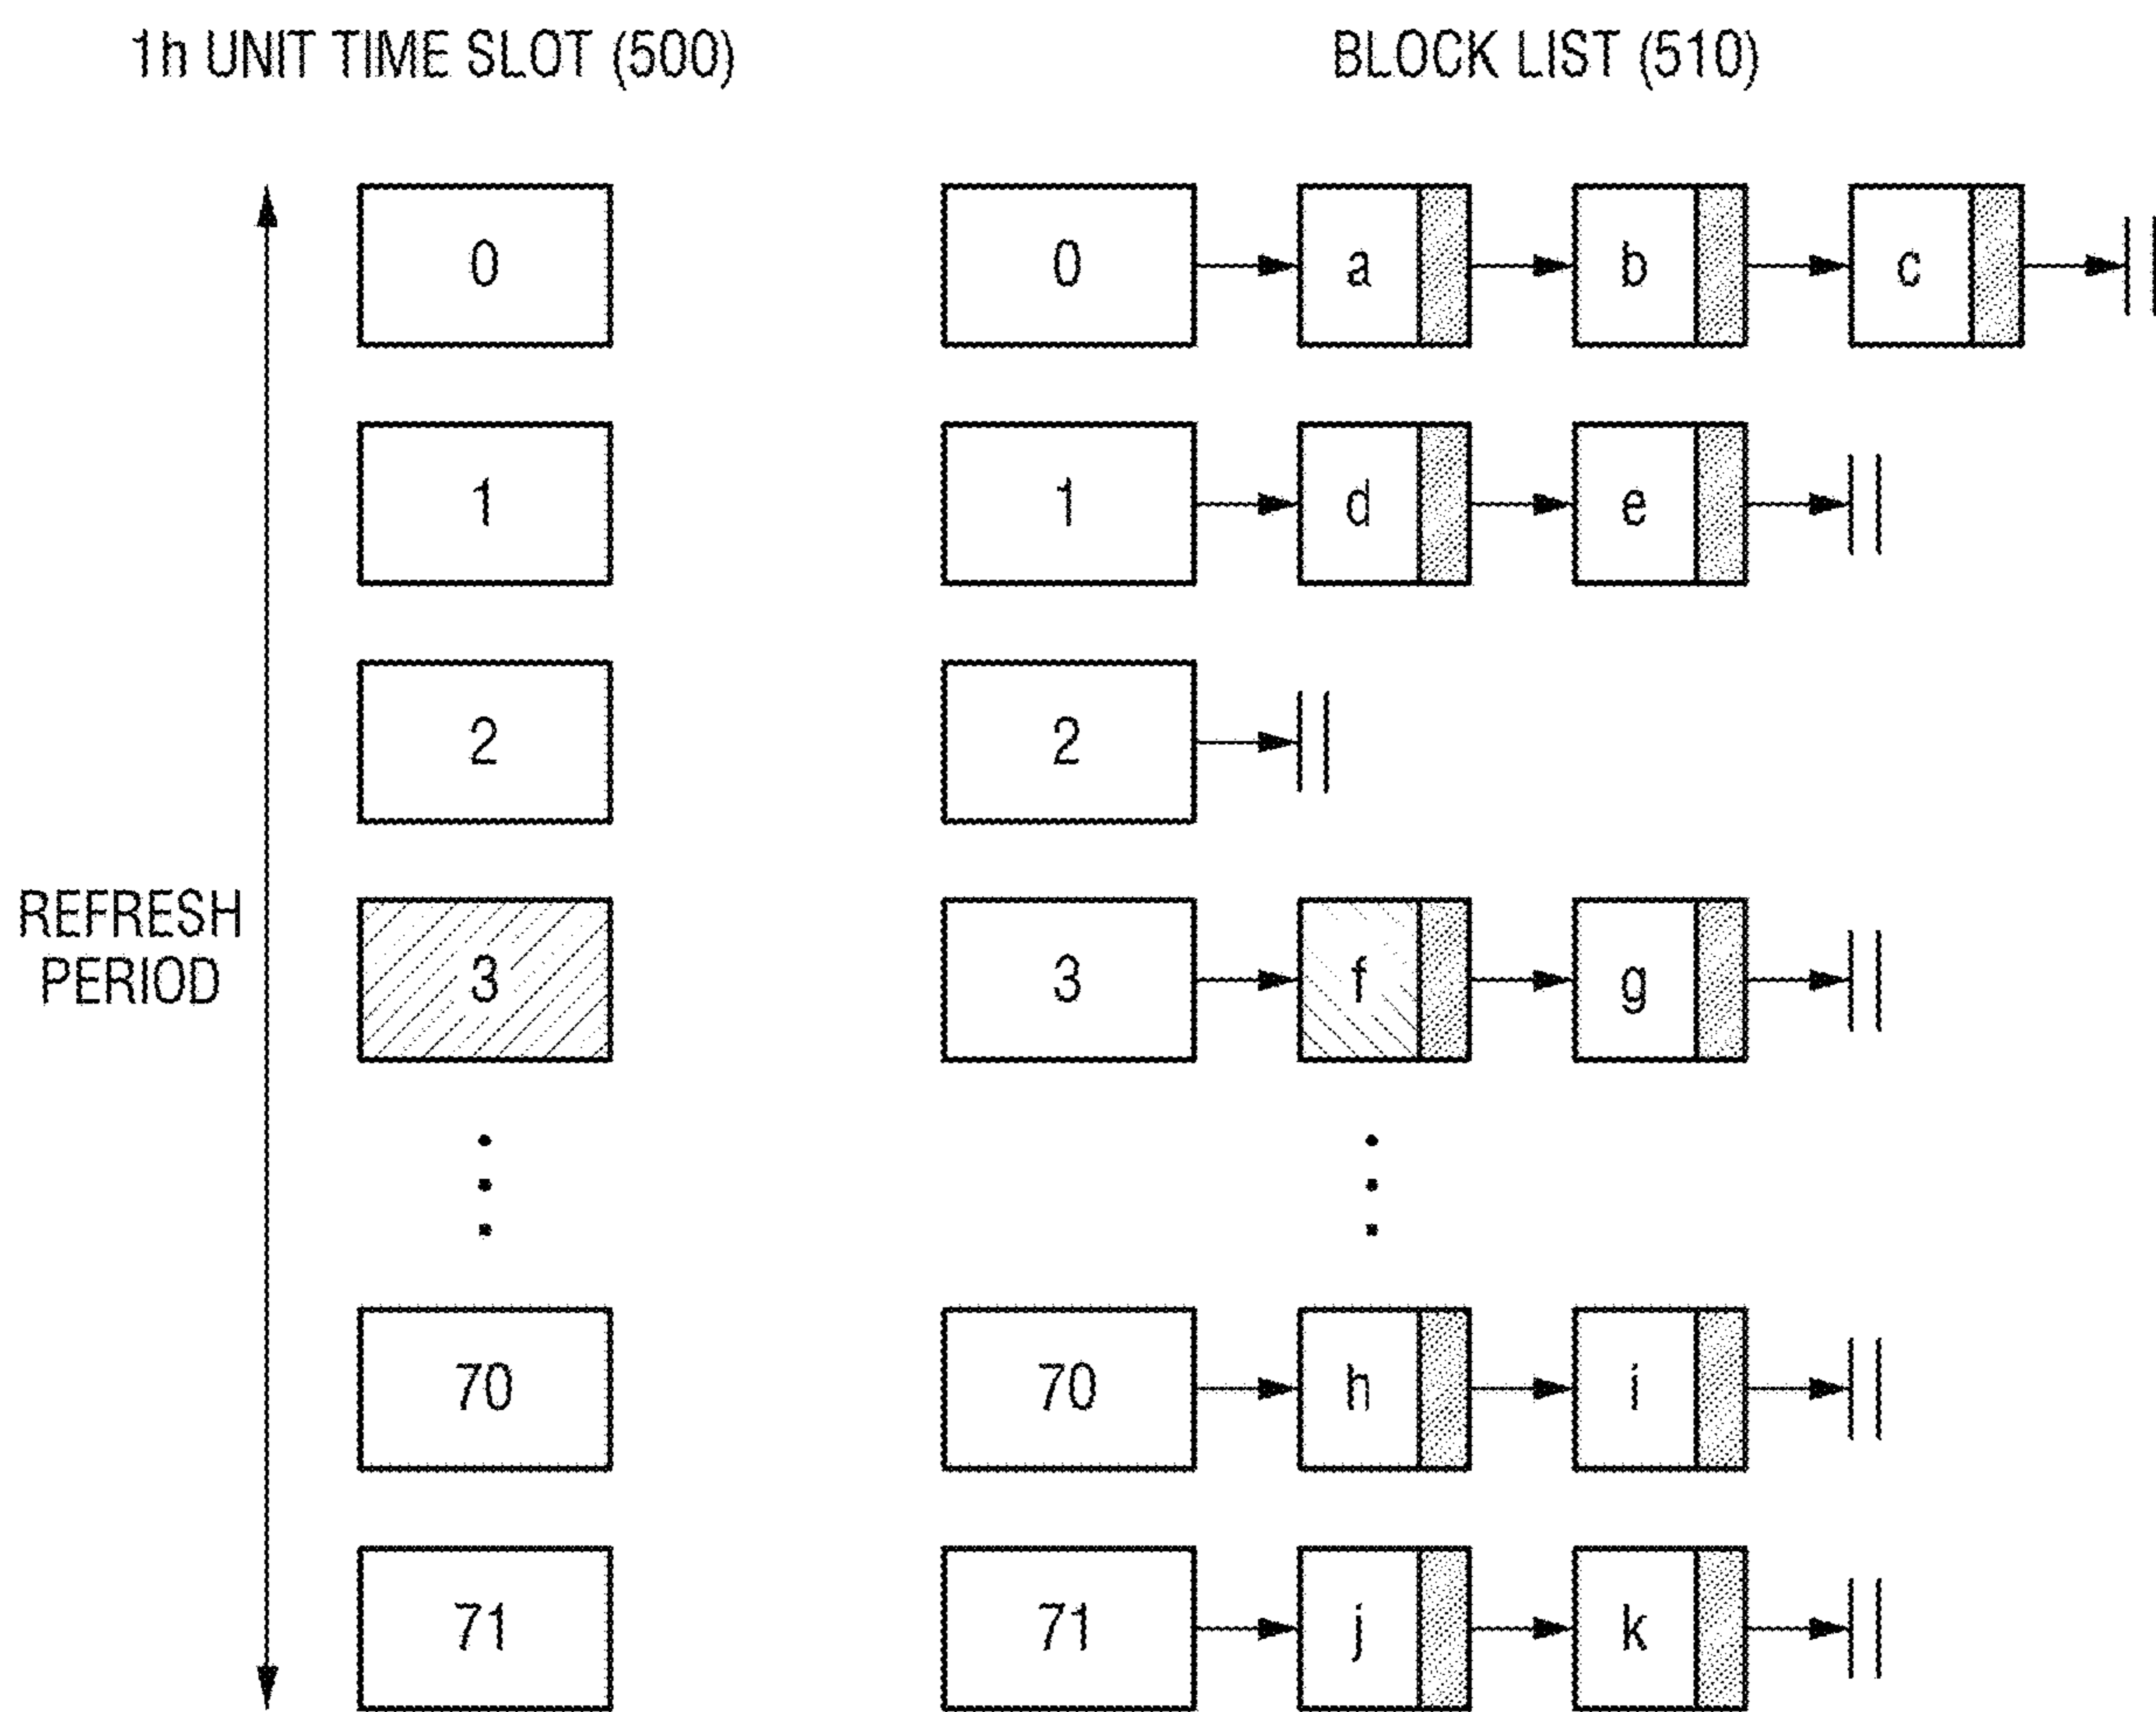 1h UNIT TIME SLOT (500) BLOCK LIST (510)
0 0 a b c
1 1 d e
2 2
REFRESH
PERIOD
3 3 f g
70 70 h i
71 71 j k